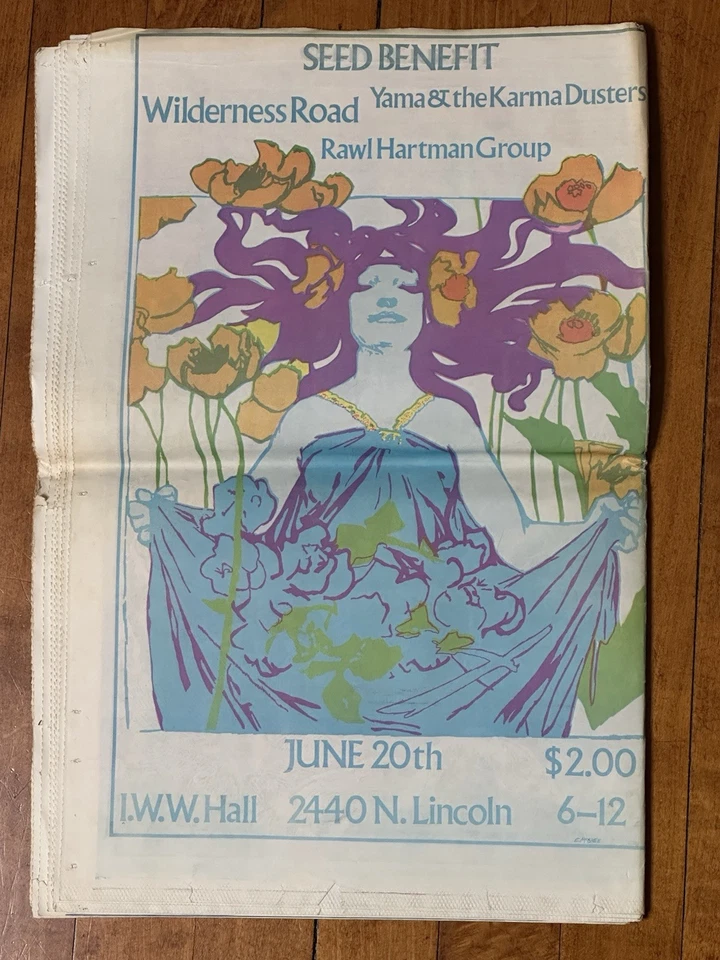 SEED BENEFIT
Wilderness Road
Yama & the Karma Dusters
Rawl Hartman Group
JUNE 20th $2.00
I.W.W. Hall 2440 N. Lincoln 6–12